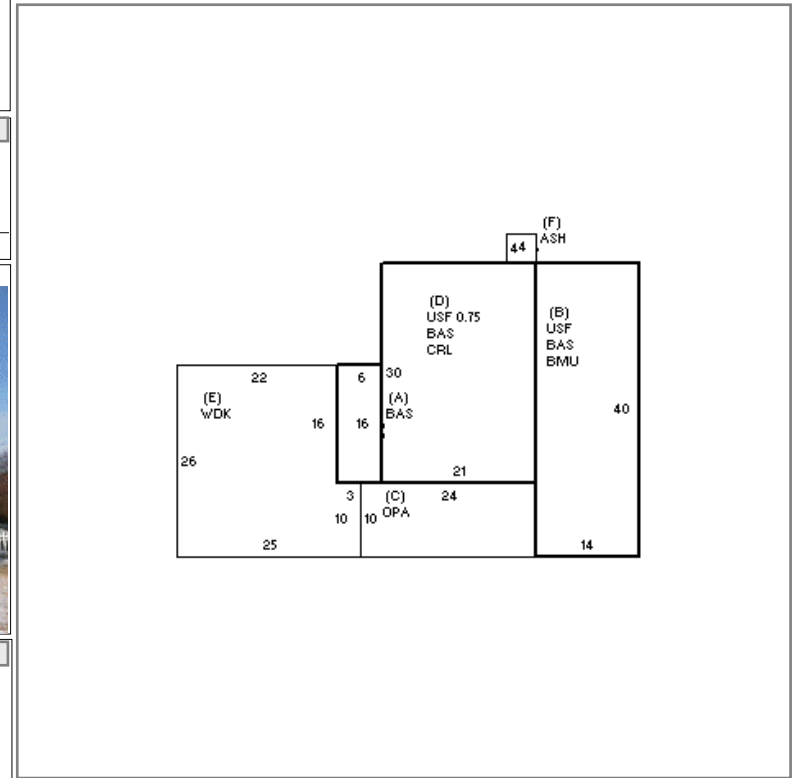 (F)
ASH
44
(D)
USF 0.75
BAS
CRL
(B)
USF
BAS
BMU
22
6
30
(E)
WDK
(A)
BAS
16
16
40
26
21
3
(C)
OPA
24
10
10
25
14